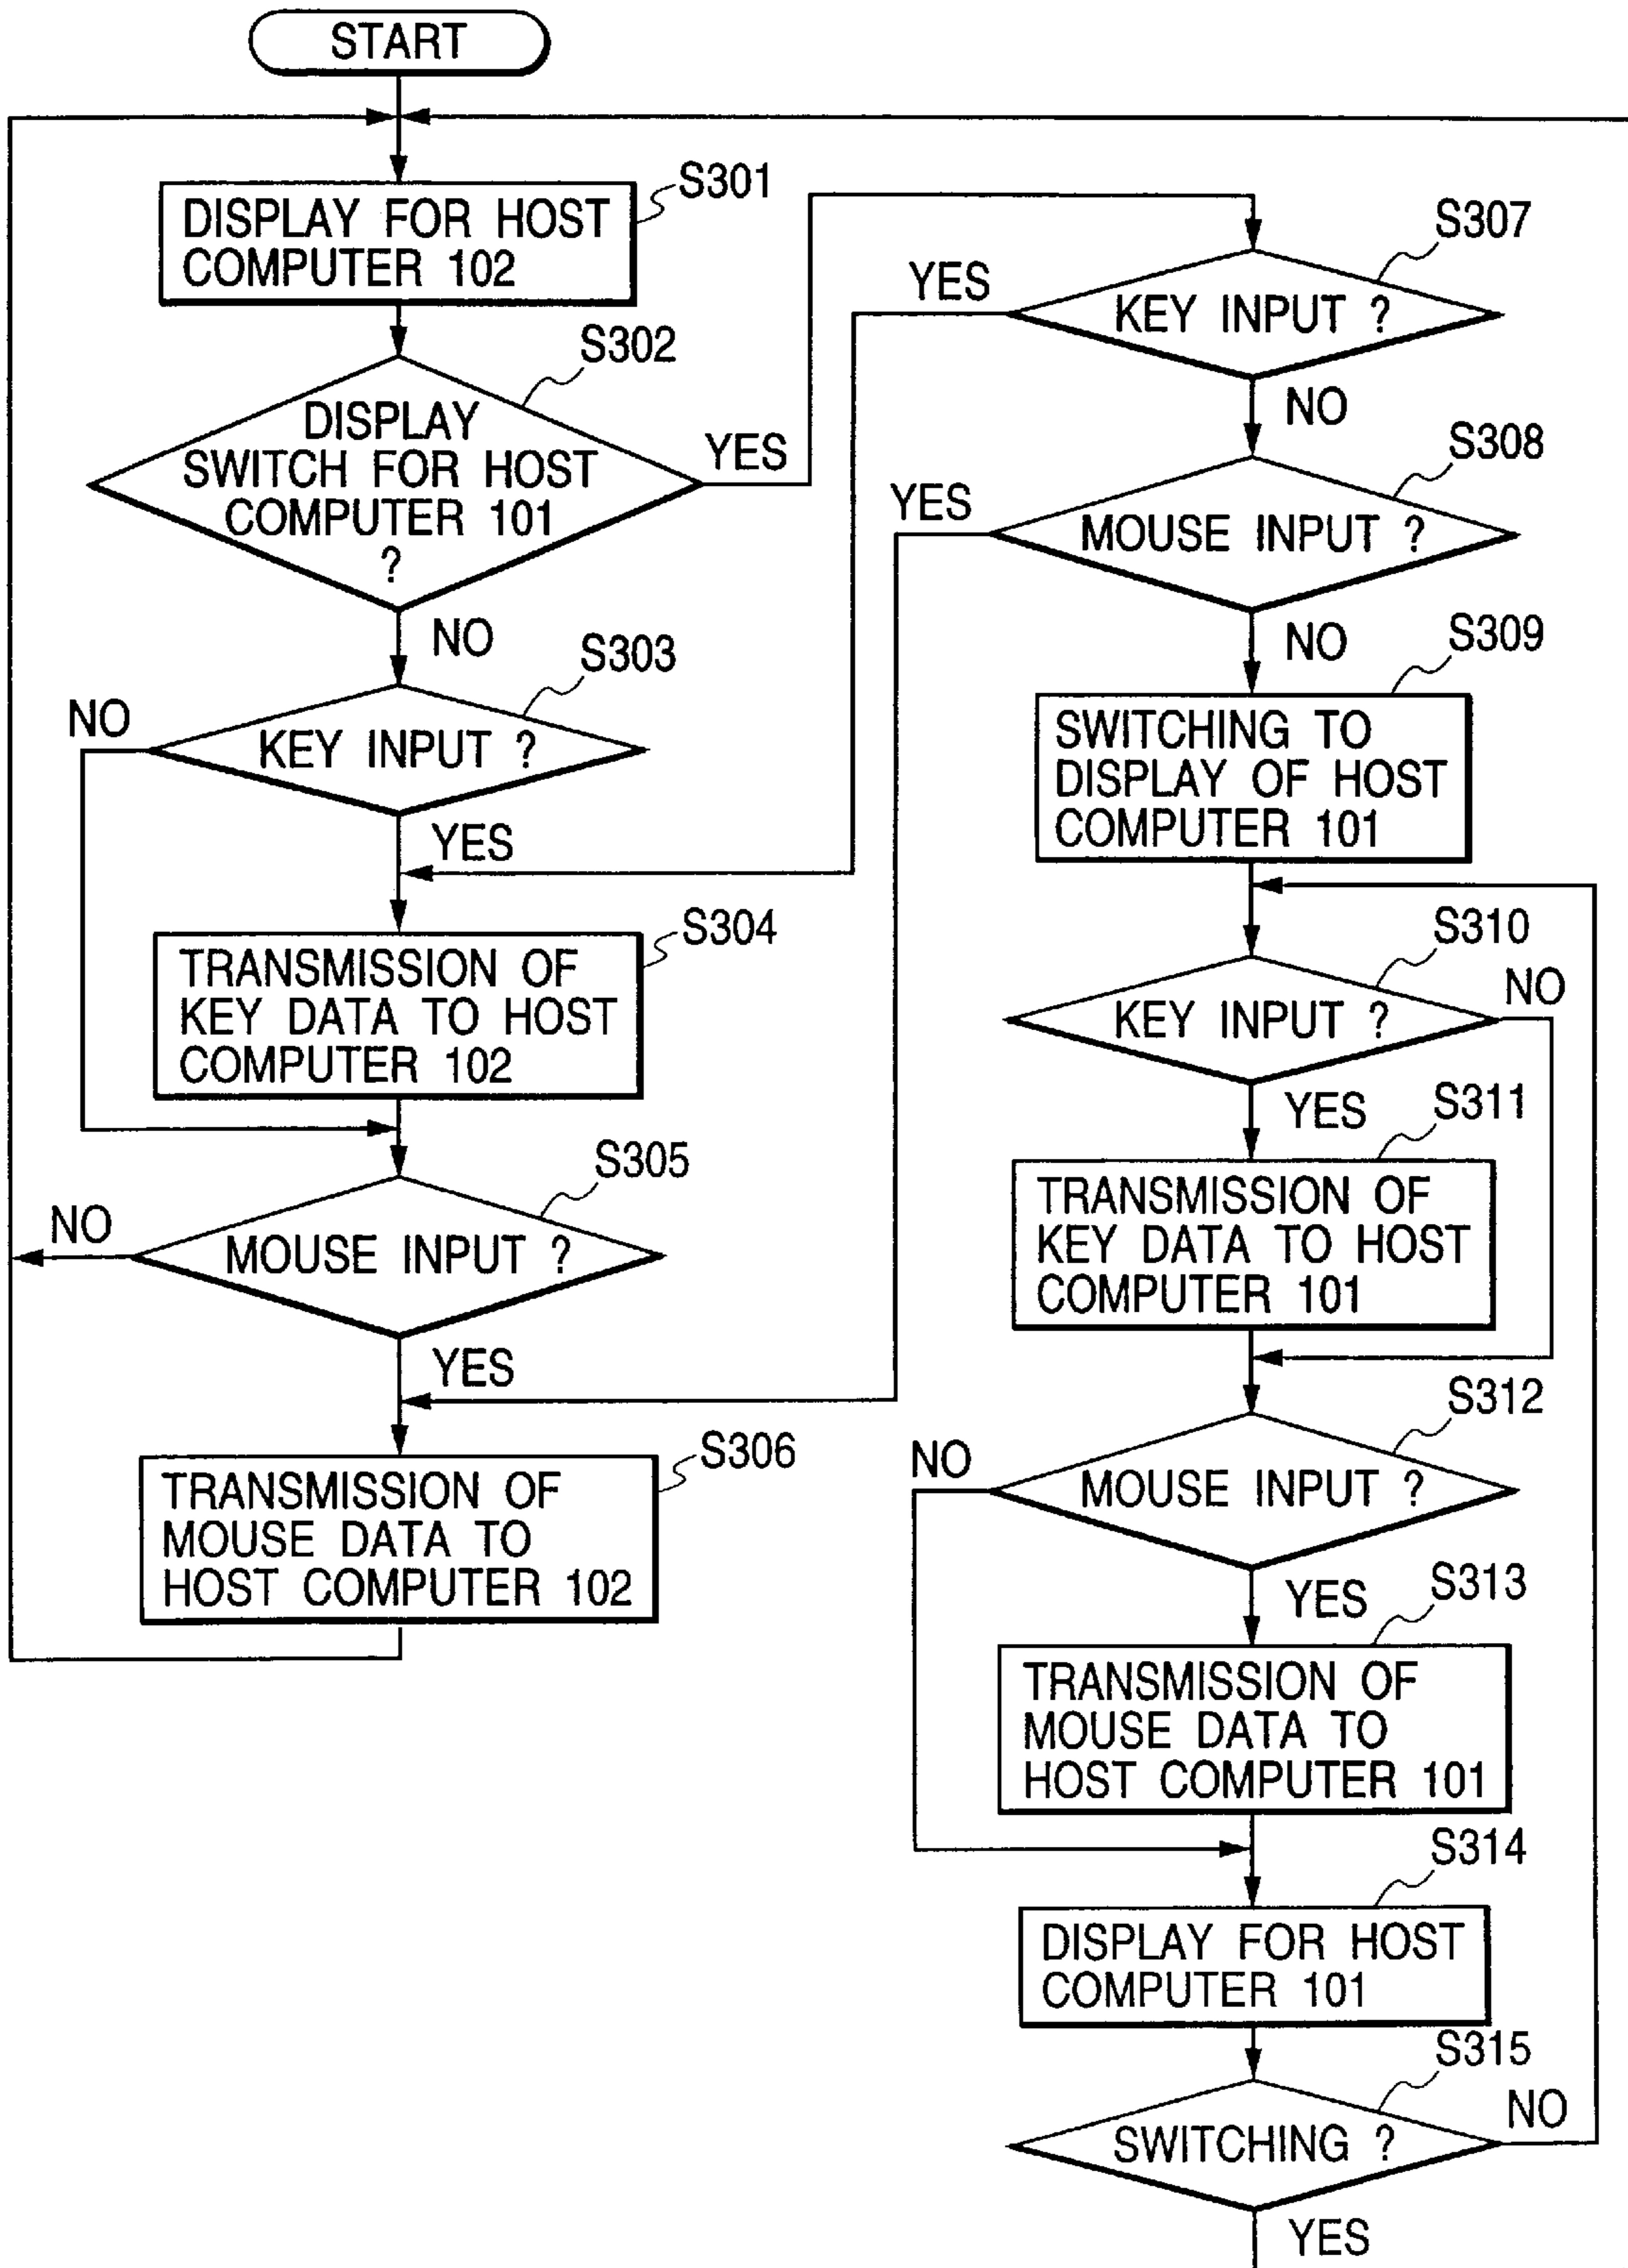 START
S301
DISPLAY FOR HOST
COMPUTER 102
S302
DISPLAY
SWITCH FOR HOST
COMPUTER 101
?
YES
NO
S303
NO
KEY INPUT ?
YES
S304
TRANSMISSION OF
KEY DATA TO HOST
COMPUTER 102
S305
NO
MOUSE INPUT ?
YES
S306
TRANSMISSION OF
MOUSE DATA TO
HOST COMPUTER 102
S307
YES
KEY INPUT ?
NO
S308
YES
MOUSE INPUT ?
NO
S309
SWITCHING TO
DISPLAY OF HOST
COMPUTER 101
S310
KEY INPUT ?
NO
YES
S311
TRANSMISSION OF
KEY DATA TO HOST
COMPUTER 101
S312
NO
MOUSE INPUT ?
YES
S313
TRANSMISSION OF
MOUSE DATA TO
HOST COMPUTER 101
S314
DISPLAY FOR HOST
COMPUTER 101
S315
SWITCHING ?
NO
YES